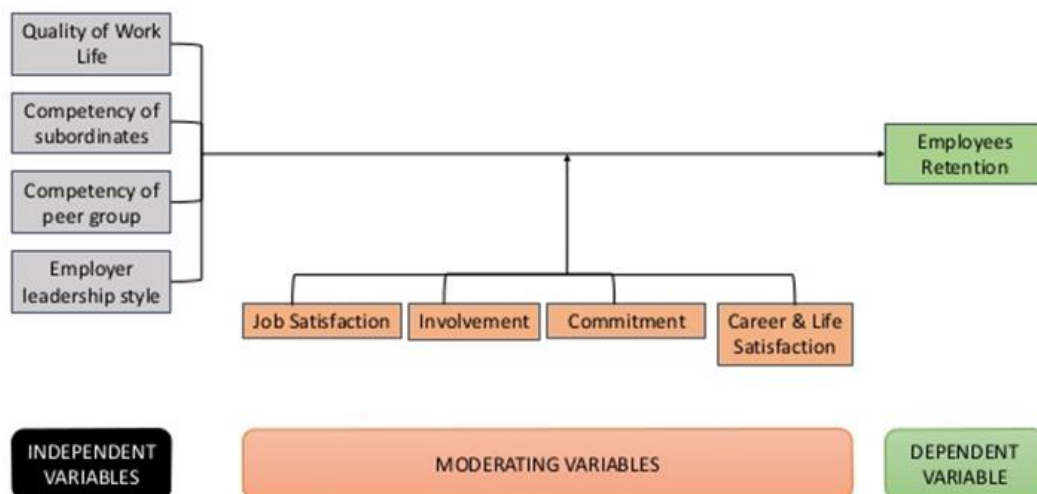 Quality of Work
Life
Competency of
subordinates
Competency of
peer group
Employer
leadership style
Employees
Retention
Job Satisfaction
Involvement
Commitment
Career & Life
Satisfaction
INDEPENDENT
VARIABLES
MODERATING VARIABLES
DEPENDENT
VARIABLE